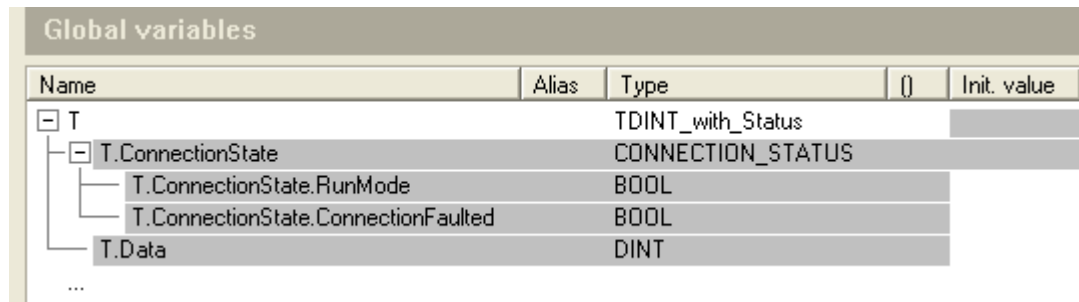 Global variables
Name Alias Type () Init. value
T TDINT_with_Status
T.ConnectionState CONNECTION_STATUS
T.ConnectionState.RunMode BOOL
T.ConnectionState.ConnectionFaulted BOOL
T.Data DINT
...